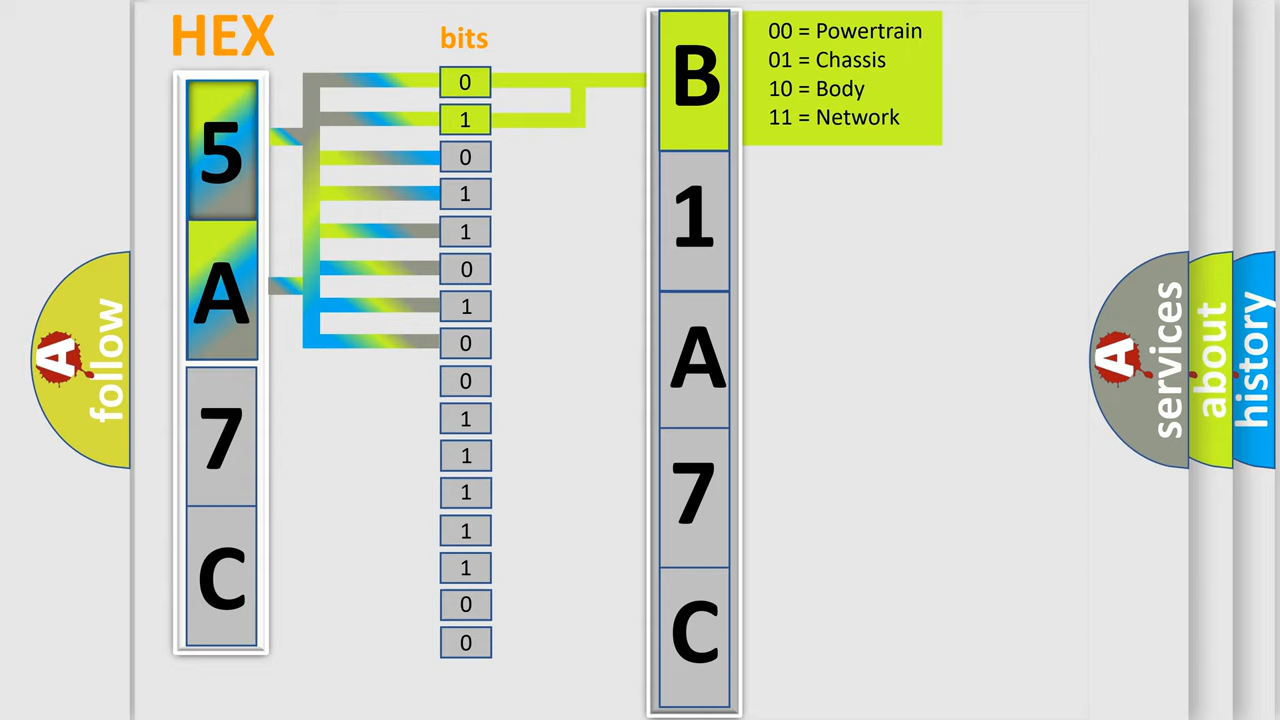 HEX
bits
5
A
7
C
0
1
0
1
1
0
1
0
0
1
1
1
1
1
0
0
B
1
A
7
C
00 = Powertrain
01 = Chassis
10 = Body
11 = Network
A
follow
A
services
about
history